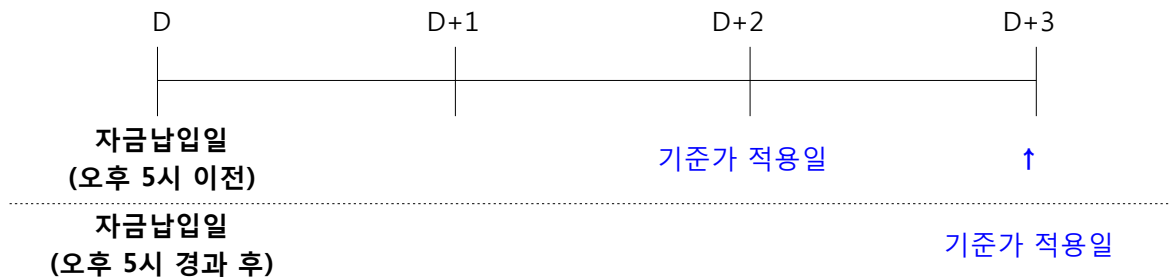 D D+1 D+2 D+3
자금납입일
(오후 5시 이전)
기준가 적용일 ↑
자금납입일
(오후 5시 경과 후)
기준가 적용일